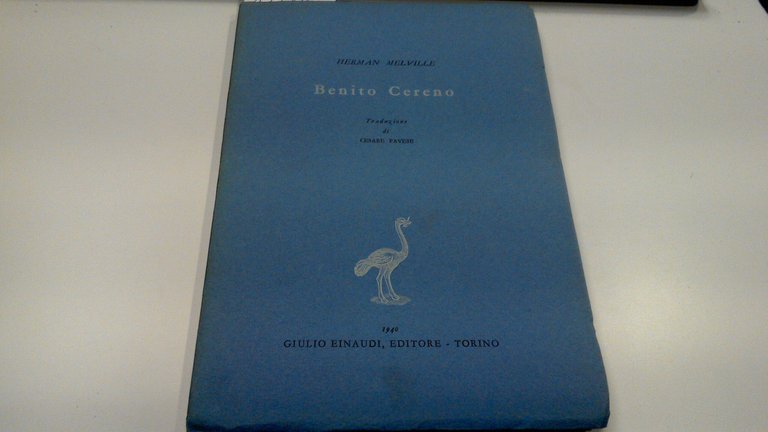 HERMAN MELVILLE
Benito Cereno
Traduzione
di
CESARE PAVESE
1940
GIULIO EINAUDI, EDITORE - TORINO